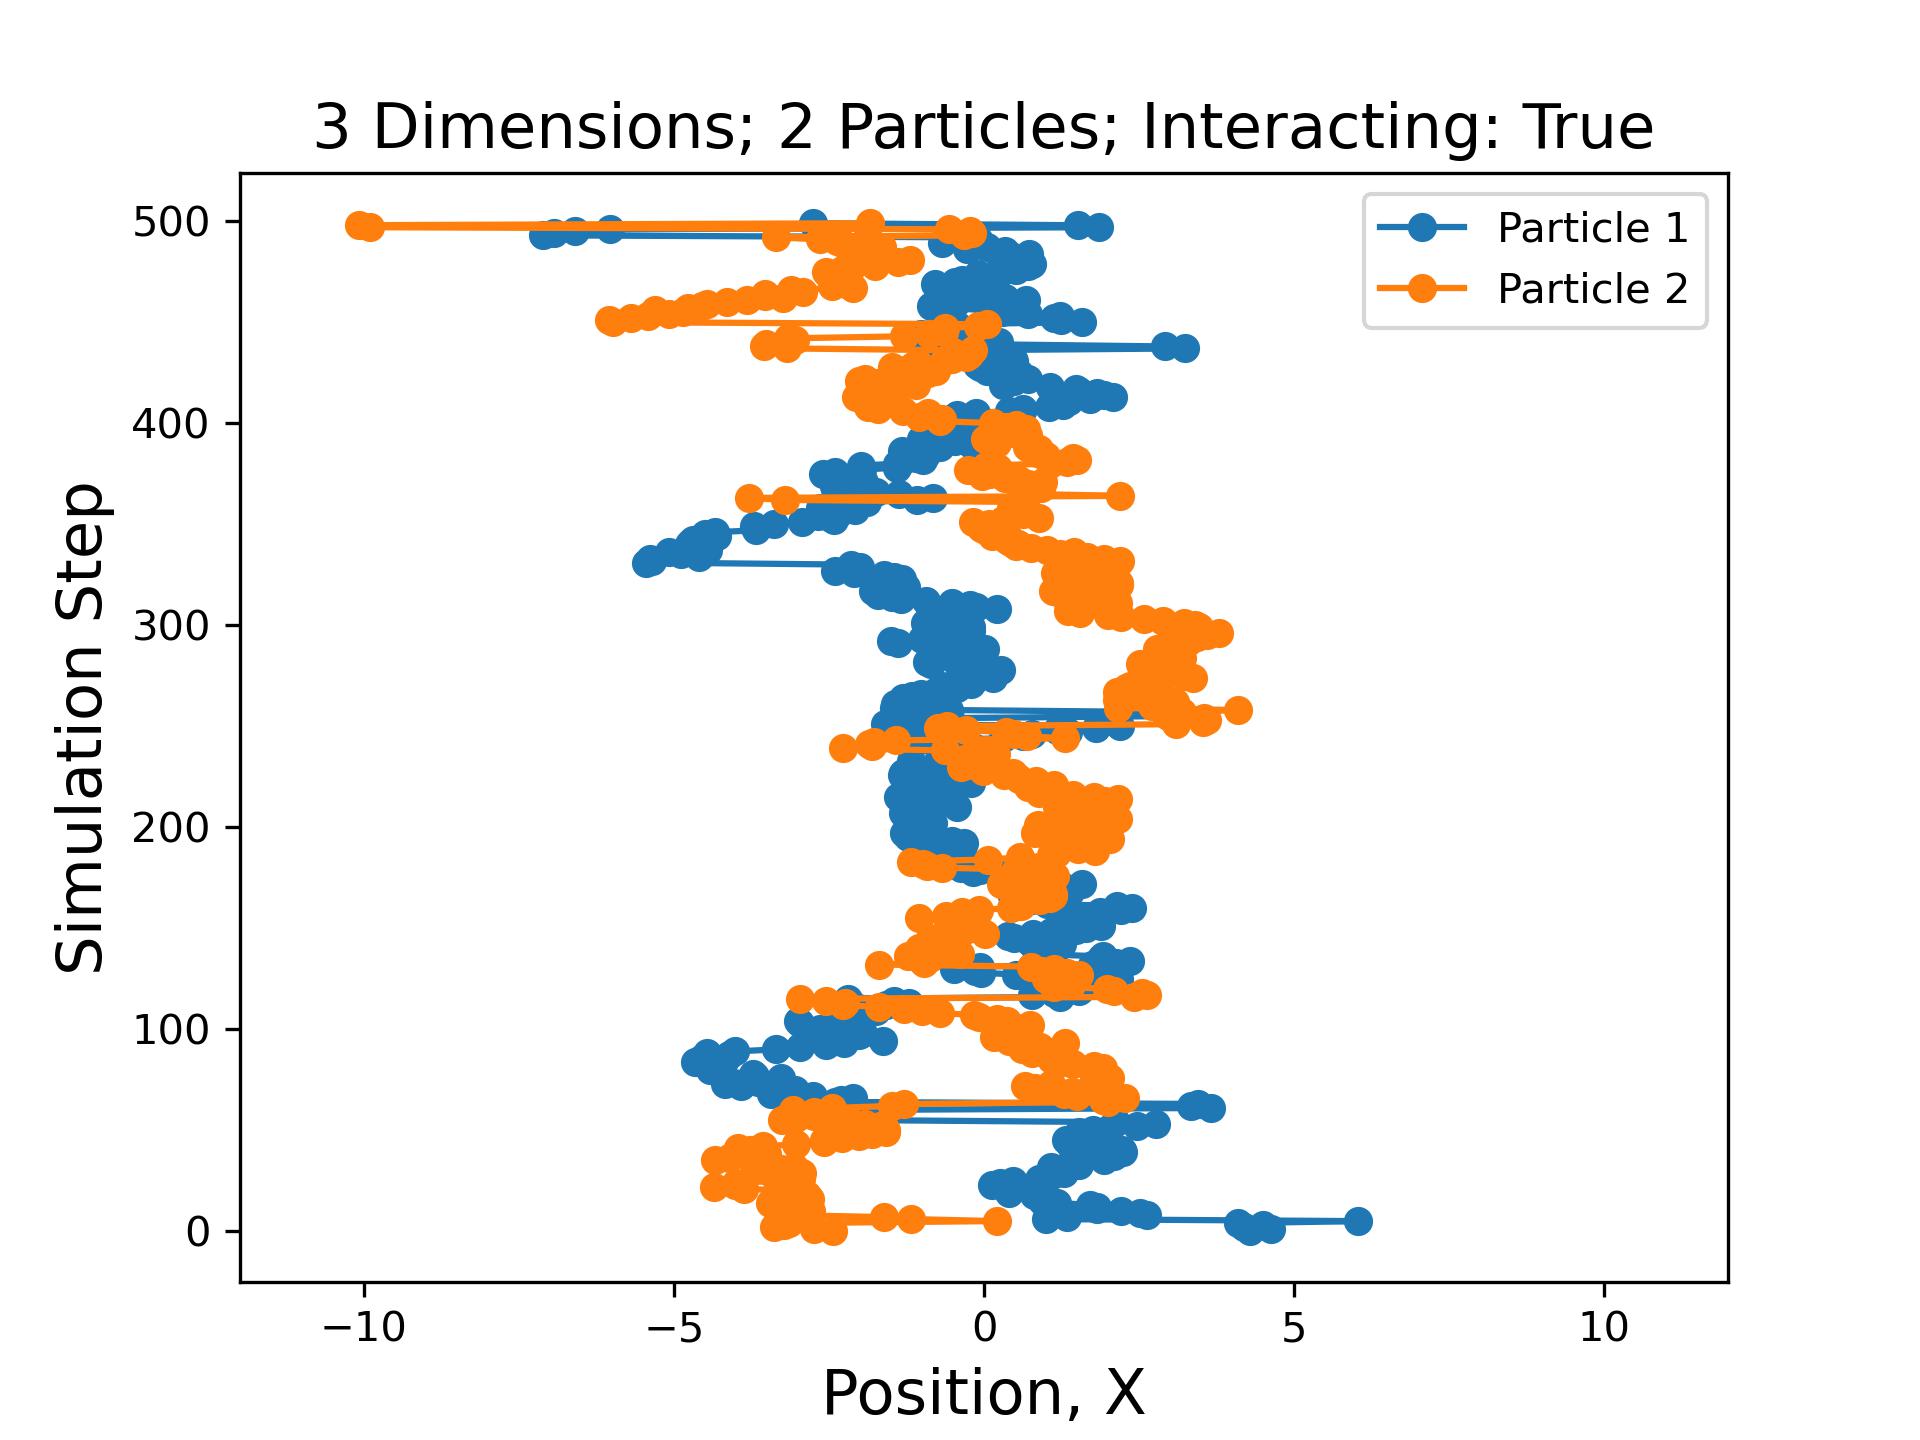 3 Dimensions; 2 Particles; Interacting: True
Particle 1
Particle 2
Simulation Step
500
400
300
200
100
0
−10
−5
0
5
10
Position, X